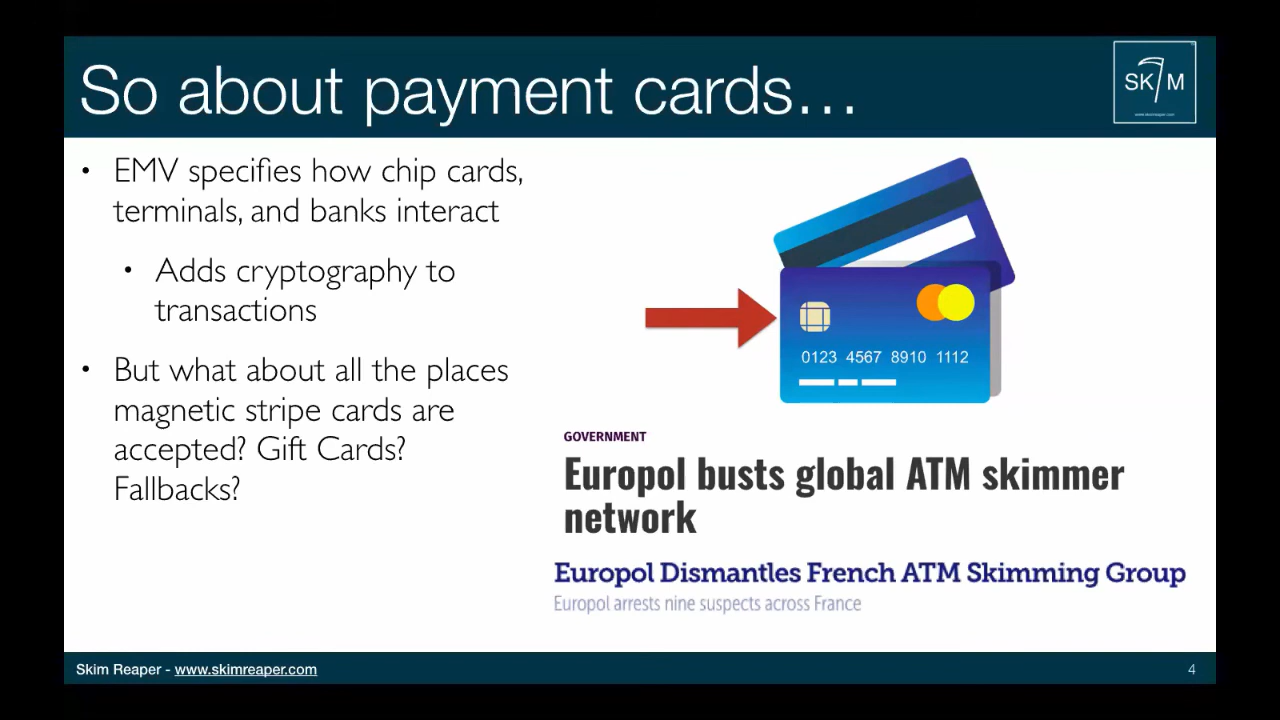 So about payment cards…
SK M
www.skimreaper.com
• EMV specifies how chip cards,
terminals, and banks interact
• Adds cryptography to
transactions
• But what about all the places
magnetic stripe cards are
accepted? Gift Cards?
Fallbacks?
0123 4567 8910 1112
GOVERNMENT
Europol busts global ATM skimmer
network
Europol Dismantles French ATM Skimming Group
Europol arrests nine suspects across France
Skim Reaper - www.skimreaper.com
4